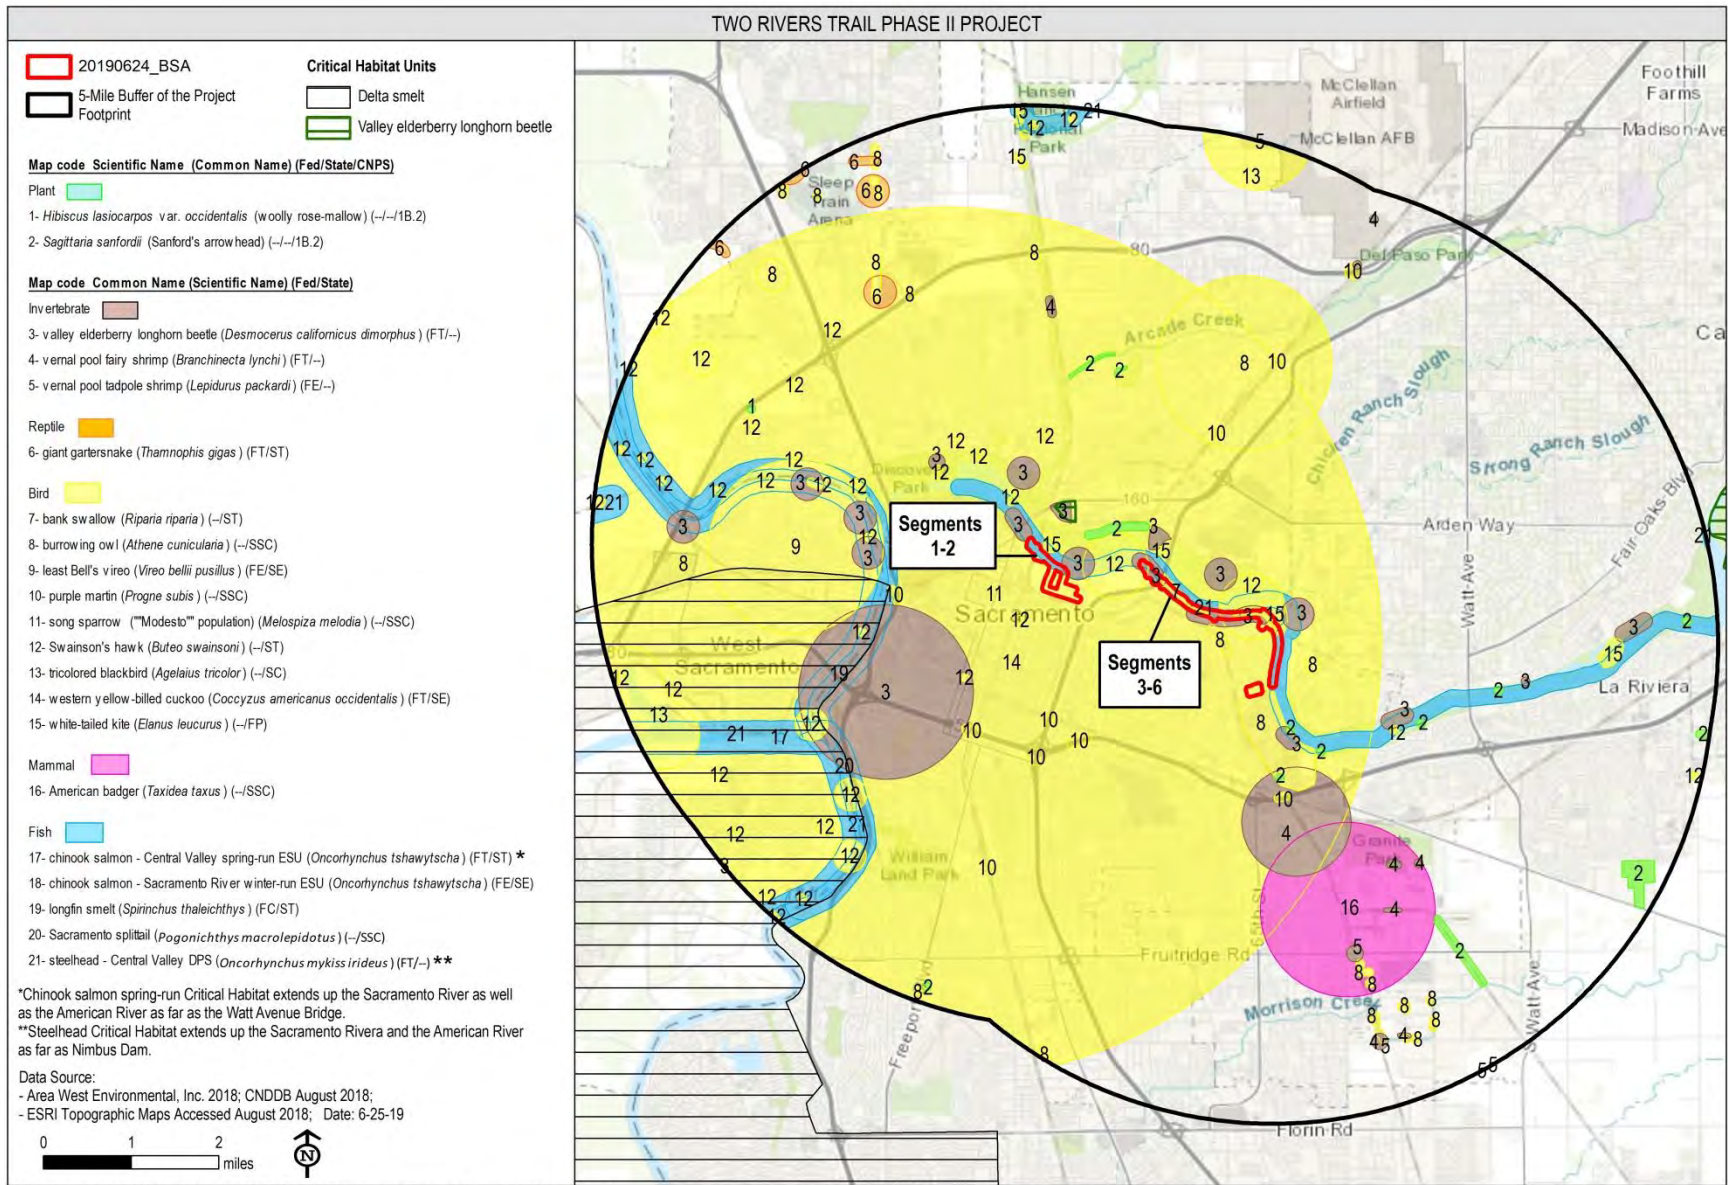 TWO RIVERS TRAIL PHASE II PROJECT
20190624_BSA
5-Mile Buffer of the Project
Footprint
Critical Habitat Units
Delta smelt
Valley elderberry longhorn beetle
Map code Scientific Name (Common Name) (Fed/State/CNPS)
Plant
1- Hibiscus lasiocarpos var. occidentalis (woolly rose-mallow) (--/--/1B.2)
2- Sagittaria sanfordii (Sanford's arrowhead) (--/--/1B.2)
Map code Common Name (Scientific Name) (Fed/State)
Invertebrate
3- valley elderberry longhorn beetle (Desmocerus californicus dimorphus) (FT/--)
4- vernal pool fairy shrimp (Branchinecta lynchi) (FT/--)
5- vernal pool tadpole shrimp (Lepidurus packardi) (FE/--)
Reptile
6- giant gartersnake (Thamnophis gigas) (FT/ST)
Bird
7- bank swallow (Riparia riparia) (--/ST)
8- burrowing owl (Athene cunicularia) (--/SSC)
9- least Bell's vireo (Vireo bellii pusillus) (FE/SE)
10- purple martin (Progne subis) (--/SSC)
11- song sparrow (""Modesto"" population) (Melospiza melodia) (--/SSC)
12- Swainson's hawk (Buteo swainsoni) (--/ST)
13- tricolored blackbird (Agelaius tricolor) (--/SC)
14- western yellow-billed cuckoo (Coccyzus americanus occidentalis) (FT/SE)
15- white-tailed kite (Elanus leucurus) (--/FP)
Mammal
16- American badger (Taxidea taxus) (--/SSC)
Fish
17- chinook salmon - Central Valley spring-run ESU (Oncorhynchus tshawytscha) (FT/ST) *
18- chinook salmon - Sacramento River winter-run ESU (Oncorhynchus tshawytscha) (FE/SE)
19- longfin smelt (Spirinchus thaleichthys) (FC/ST)
20- Sacramento splittail (Pogonichthys macrolepidotus) (--/SSC)
21- steelhead - Central Valley DPS (Oncorhynchus mykiss irideus) (FT/--) **
*Chinook salmon spring-run Critical Habitat extends up the Sacramento River as well
as the American River as far as the Watt Avenue Bridge.
**Steelhead Critical Habitat extends up the Sacramento Rivera and the American River
as far as Nimbus Dam.
Data Source:
- Area West Environmental, Inc. 2018; CNDDB August 2018;
- ESRI Topographic Maps Accessed August 2018; Date: 6-25-19
0 1 2
miles
N
Hansen
Park
McClellan
Airfield
McClellan AFB
Foothill
Farms
Madison Ave
Sleep
Train
Arena
80
Del Paso Park
Arcade Creek
Chicken Ranch Slough
Strong Ranch Slough
Ca
Discovery
Park
160
Arden Way
Fair Oaks Blvd
Watt Ave
Segments
1-2
Segments
3-6
Sacramento
West
Sacramento
La Riviera
William
Land Park
Granite
Park
65th St
Fruitridge Rd
Morrison Creek
Freeport Blvd
S Watt Ave
Florin Rd